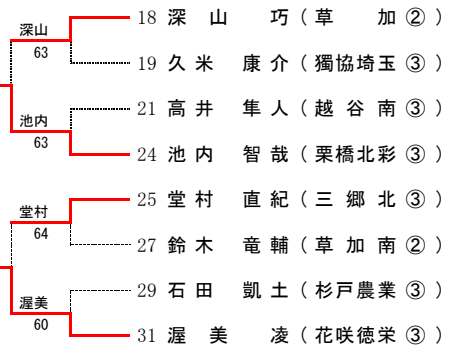 深山
63
池内
63
堂村
64
渥美
60
18 深山 巧（草加②）
19 久米 康介（獨協埼玉③）
21 高井 隼人（越谷南③）
24 池内 智哉（栗橋北彩③）
25 堂村 直紀（三郷北③）
27 鈴木 竜輔（草加南②）
29 石田 凱土（杉戸農業③）
31 渥美 凌（花咲徳栄③）